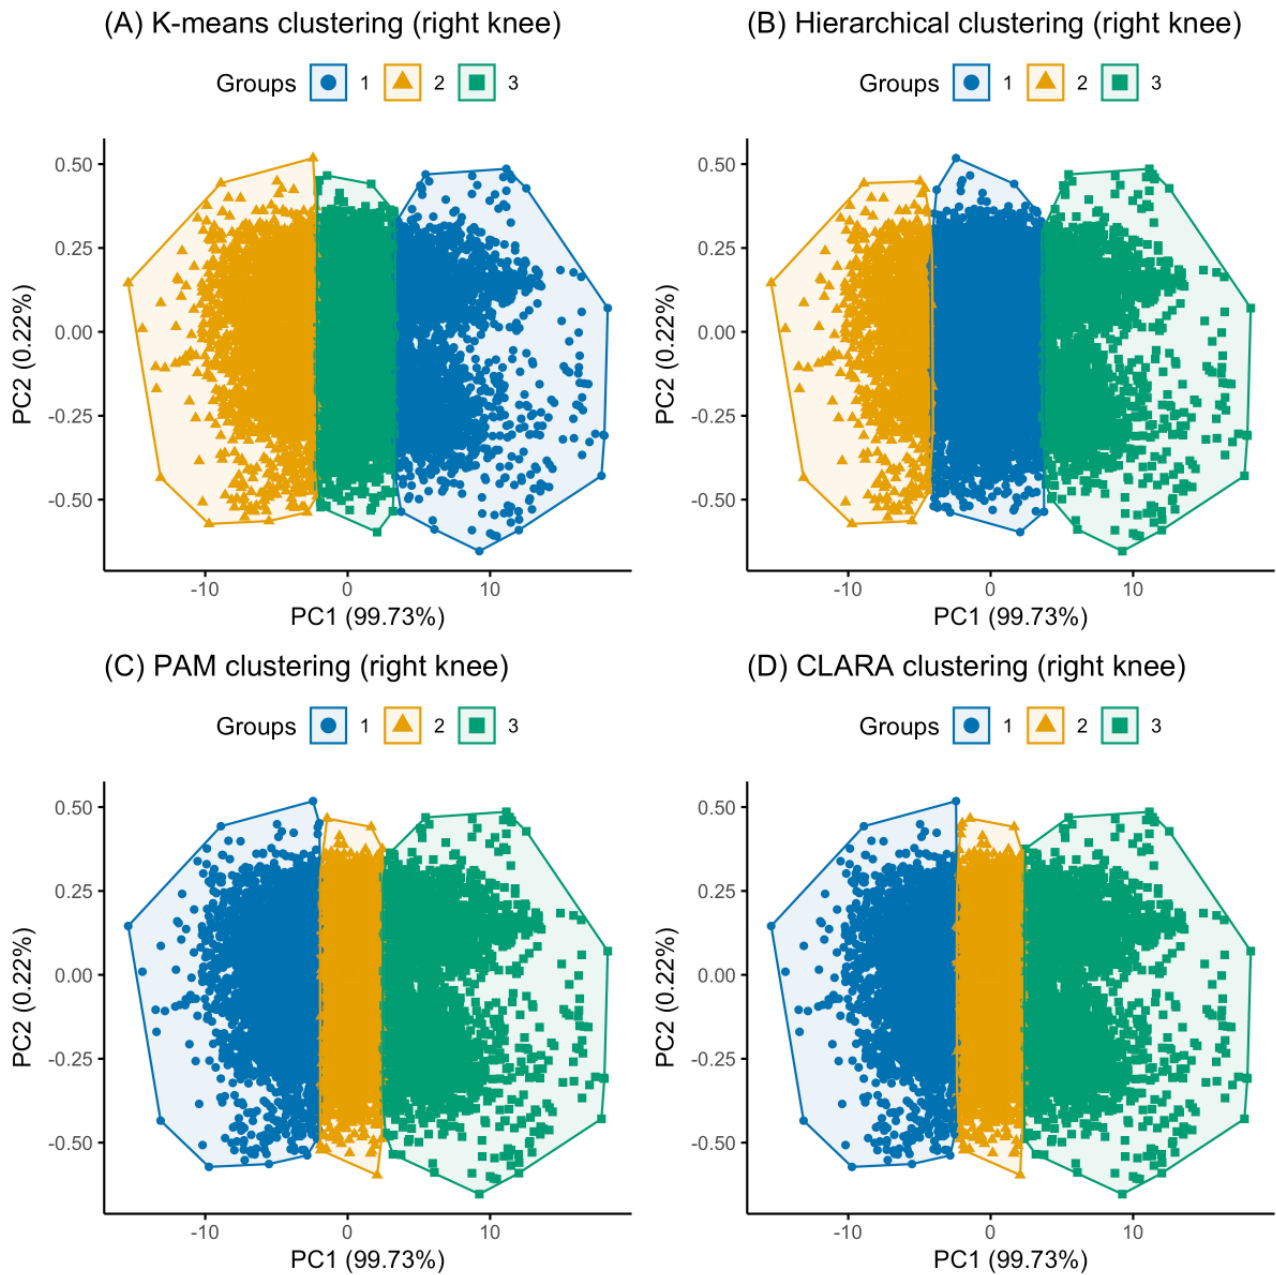 (A) K-means clustering (right knee)
Groups 1 2 3
0.50
0.25
0.00
-0.25
-0.50
PC2 (0.22%)
-10 0 10
PC1 (99.73%)
(B) Hierarchical clustering (right knee)
Groups 1 2 3
0.50
0.25
0.00
-0.25
-0.50
PC2 (0.22%)
-10 0 10
PC1 (99.73%)
(C) PAM clustering (right knee)
Groups 1 2 3
0.50
0.25
0.00
-0.25
-0.50
PC2 (0.22%)
-10 0 10
PC1 (99.73%)
(D) CLARA clustering (right knee)
Groups 1 2 3
0.50
0.25
0.00
-0.25
-0.50
PC2 (0.22%)
-10 0 10
PC1 (99.73%)